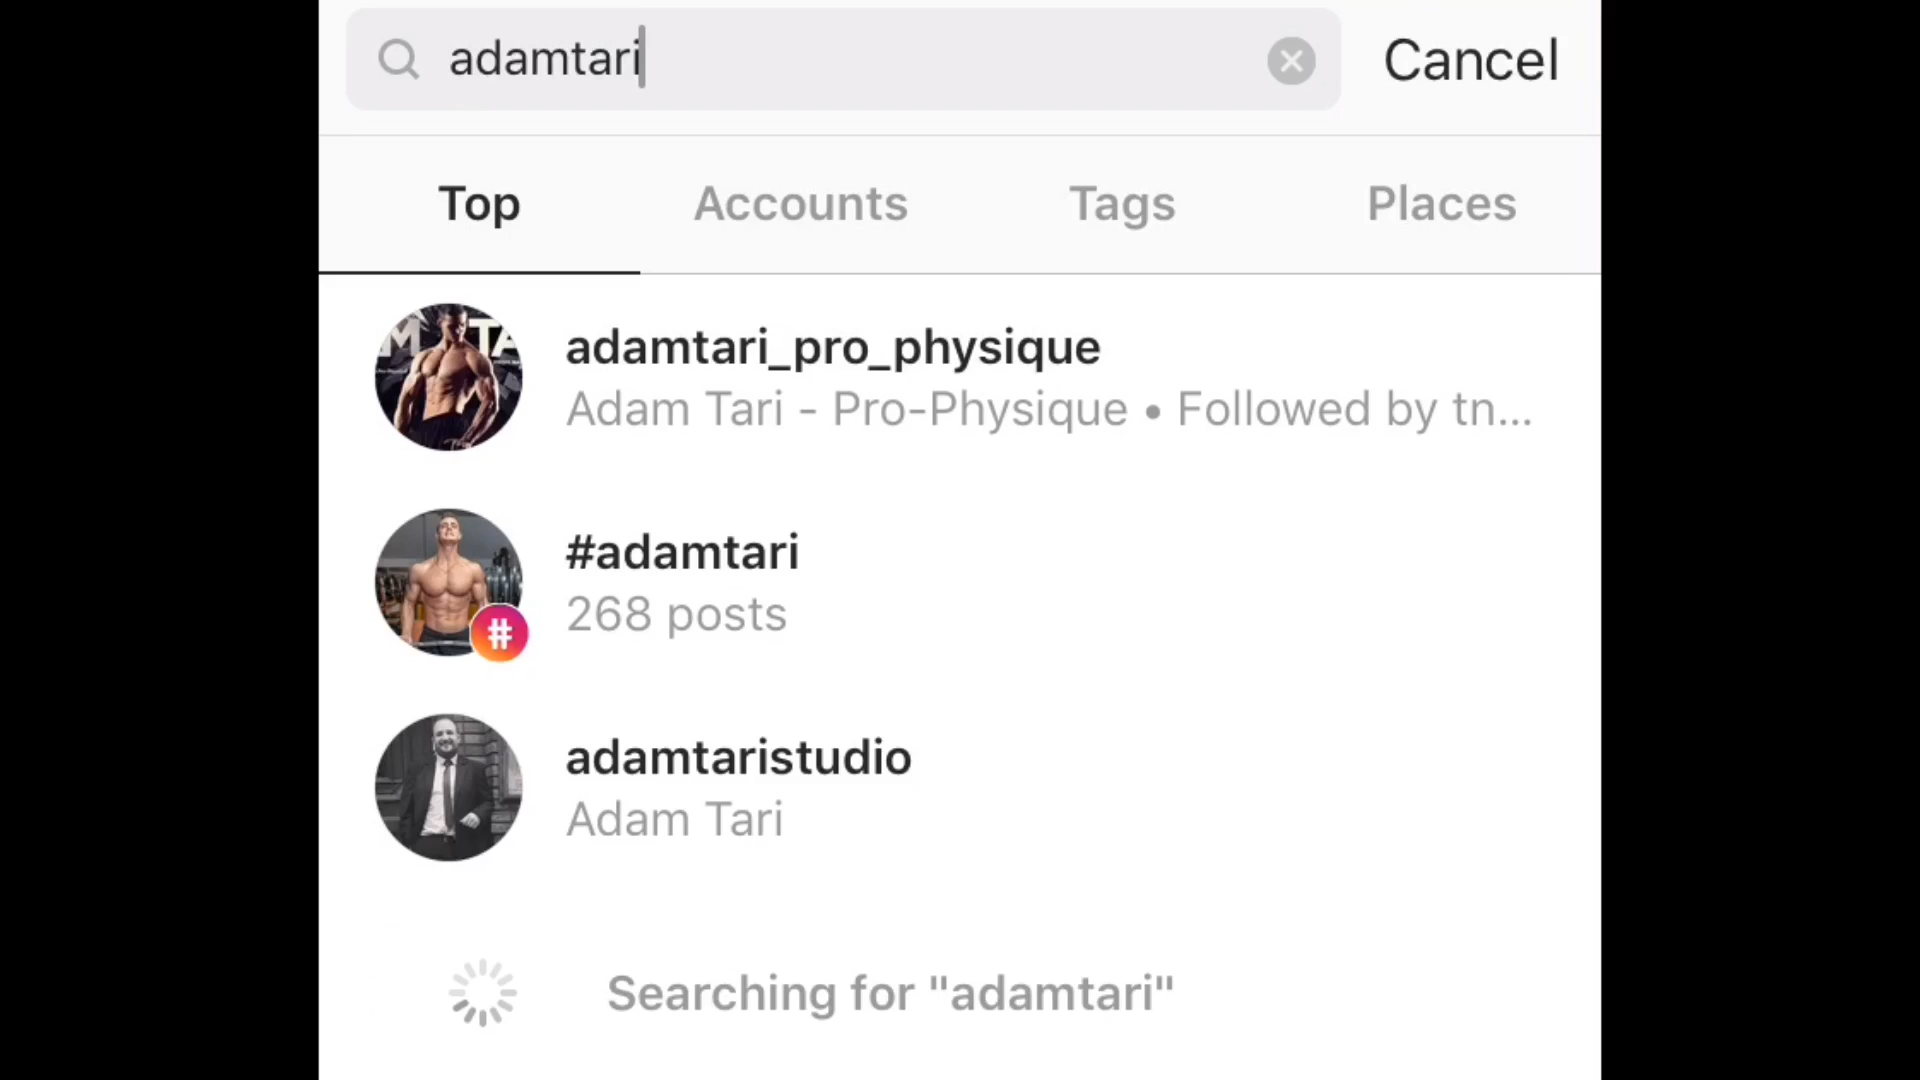 adamtari
Cancel
Top
Accounts
Tags
Places
adamtari_pro_physique
Adam Tari - Pro-Physique • Followed by tn...
#adamtari
268 posts
#
adamtaristudio
Adam Tari
Searching for "adamtari"